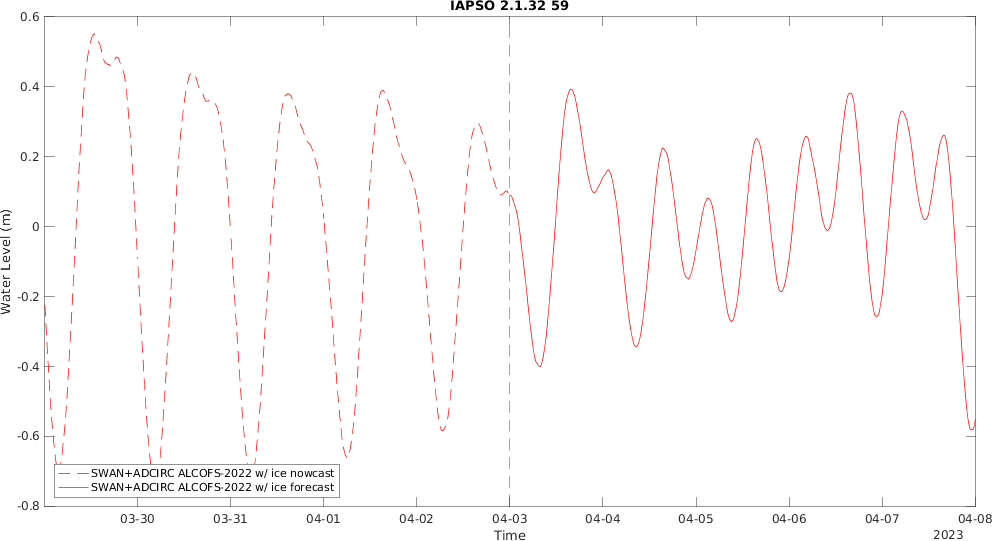 IAPSO 2.1.32 59
0.6
0.4
0.2
0
-0.2
-0.4
-0.6
-0.8
Water Level (m)
SWAN+ADCIRC ALCOFS-2022 w/ ice nowcast
SWAN+ADCIRC ALCOFS-2022 w/ ice forecast
03-30 03-31 04-01 04-02 04-03 04-04 04-05 04-06 04-07 04-08
Time
2023